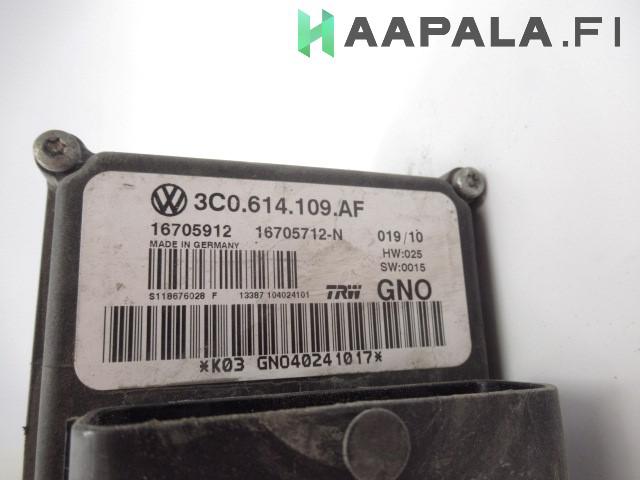 HAAPALA.FI
3C0.614.109.AF
16705912 16705712-N 019/10
MADE IN GERMANY HW:025
SW:0015
S118676028 F 13387 104024101 TRW GNO
*K03 GNO40241017*